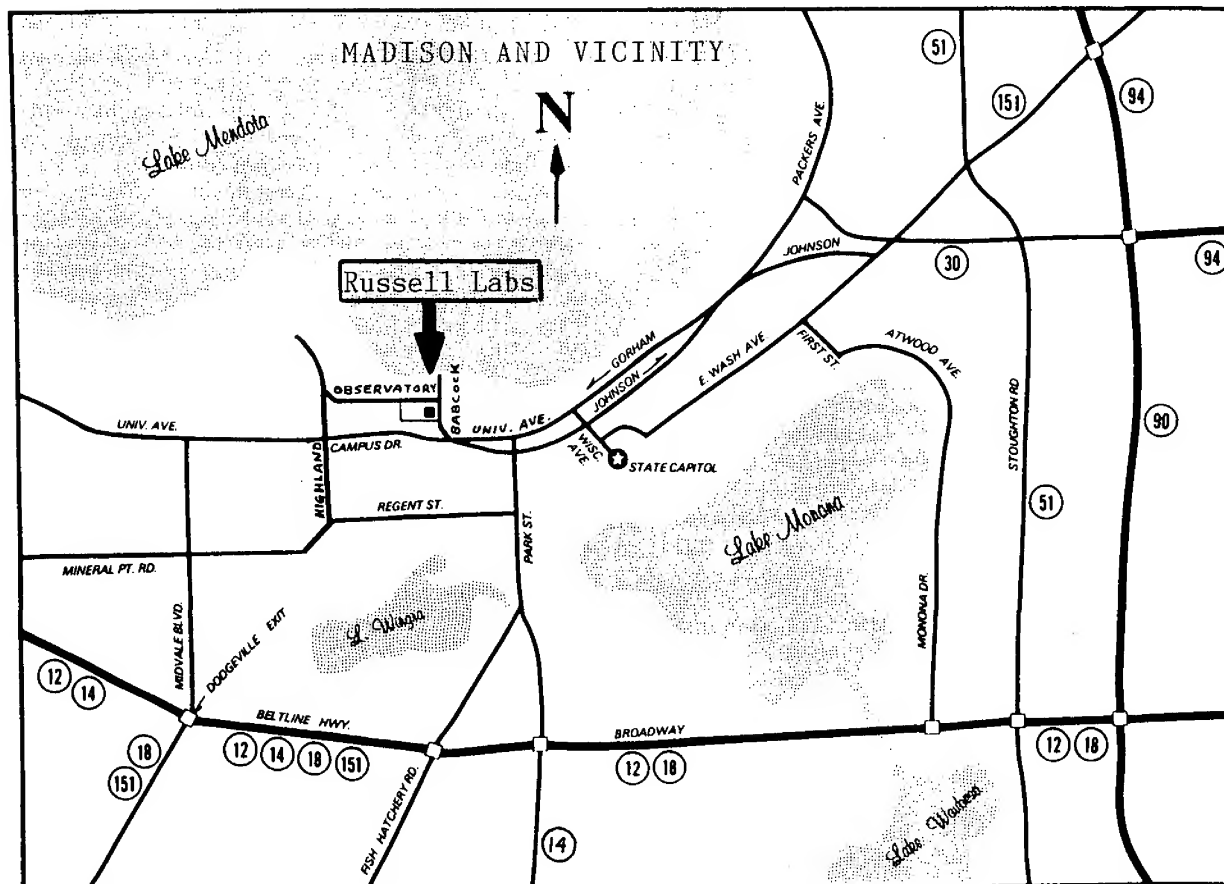 MADISON AND VICINITY
N
Lake Mendota
51
151
94
PACKERS AVE.
JOHNSON
30
94
Russell Labs
GORHAM
JOHNSON
E. WASH AVE
FIRST ST.
ATWOOD AVE.
STOUGHTON RD
90
OBSERVATORY
BABCOCK
UNIV. AVE.
UNIV. AVE.
CAMPUS DR.
WISC. AVE.
STATE CAPITOL
HIGHLAND
REGENT ST.
PARK ST.
Lake Monona
51
MINERAL PT. RD.
MIDVALE BLVD.
DODGEVILLE EXIT
L. Wingra
MONONA DR.
12
14
BELTLINE HWY.
BROADWAY
18
151
12
14
18
151
12
18
12
18
FISH HATCHERY RD.
14
Lake Waubesa